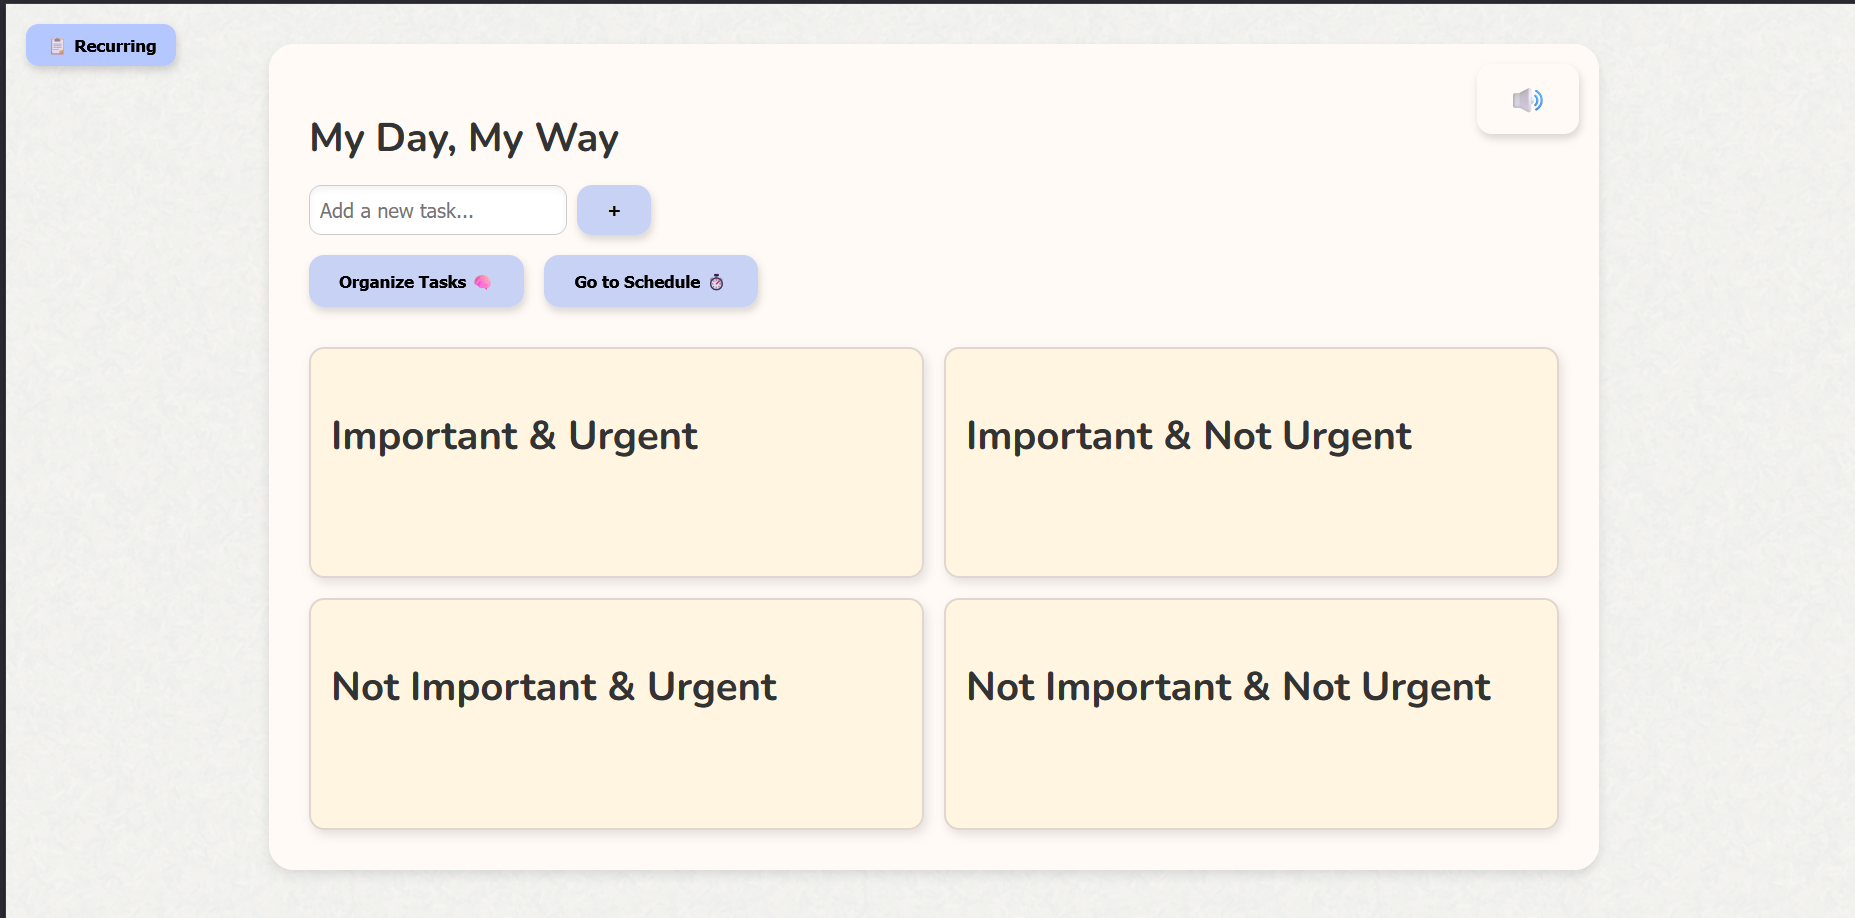 Recurring
My Day, My Way
Add a new task...
+
Organize Tasks
Go to Schedule
Important & Urgent
Important & Not Urgent
Not Important & Urgent
Not Important & Not Urgent